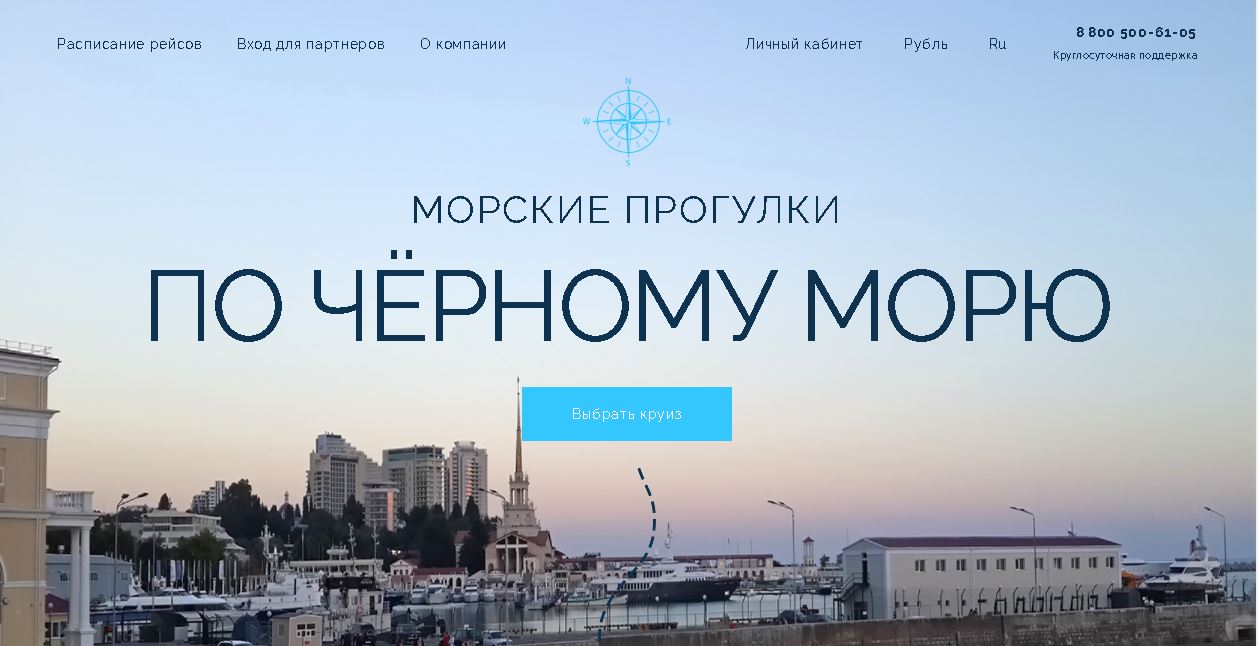 Расписание рейсов
Вход для партнеров
О компании
Личный кабинет
Рубль
Ru
8 800 500-61-05
Круглосуточная поддержка
N
W E
S
МОРСКИЕ ПРОГУЛКИ
ПО ЧЁРНОМУ МОРЮ
Выбрать круиз